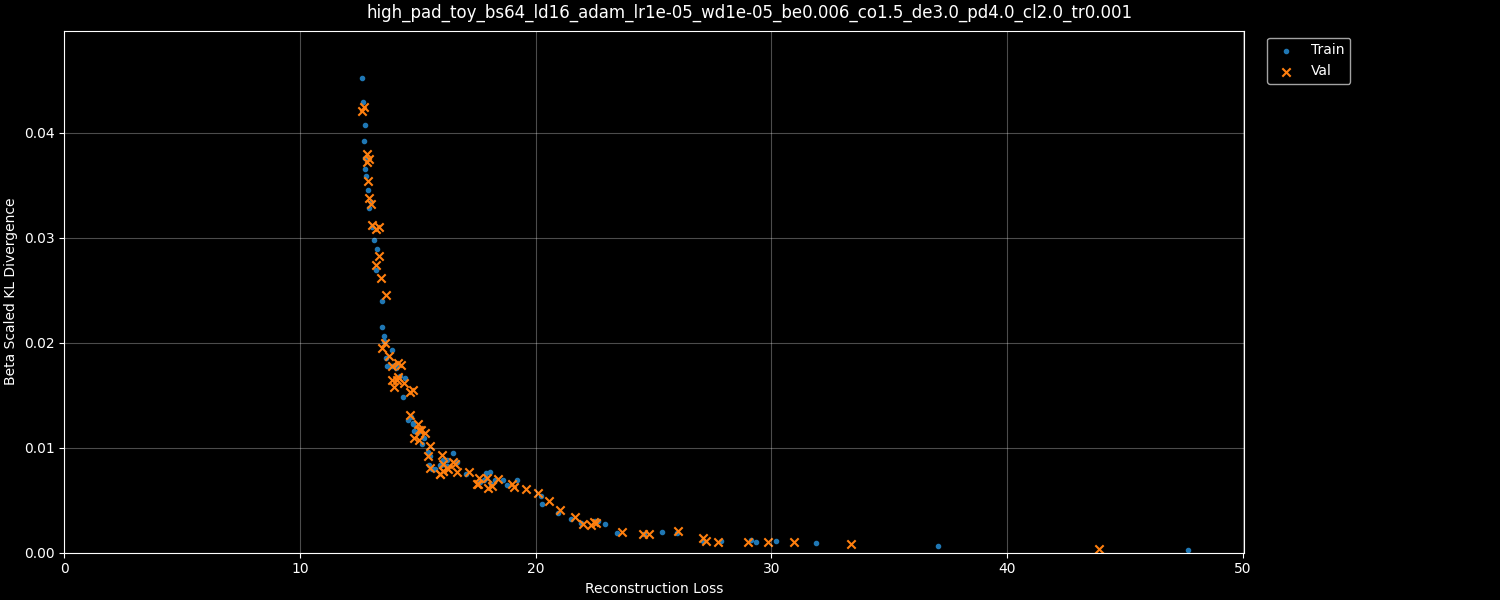 high_pad_toy_bs64_ld16_adam_lr1e-05_wd1e-05_be0.006_co1.5_de3.0_pd4.0_cl2.0_tr0.001
Train
Val
Beta Scaled KL Divergence
0.04
0.03
0.02
0.01
0.00
0 10 20 30 40 50
Reconstruction Loss